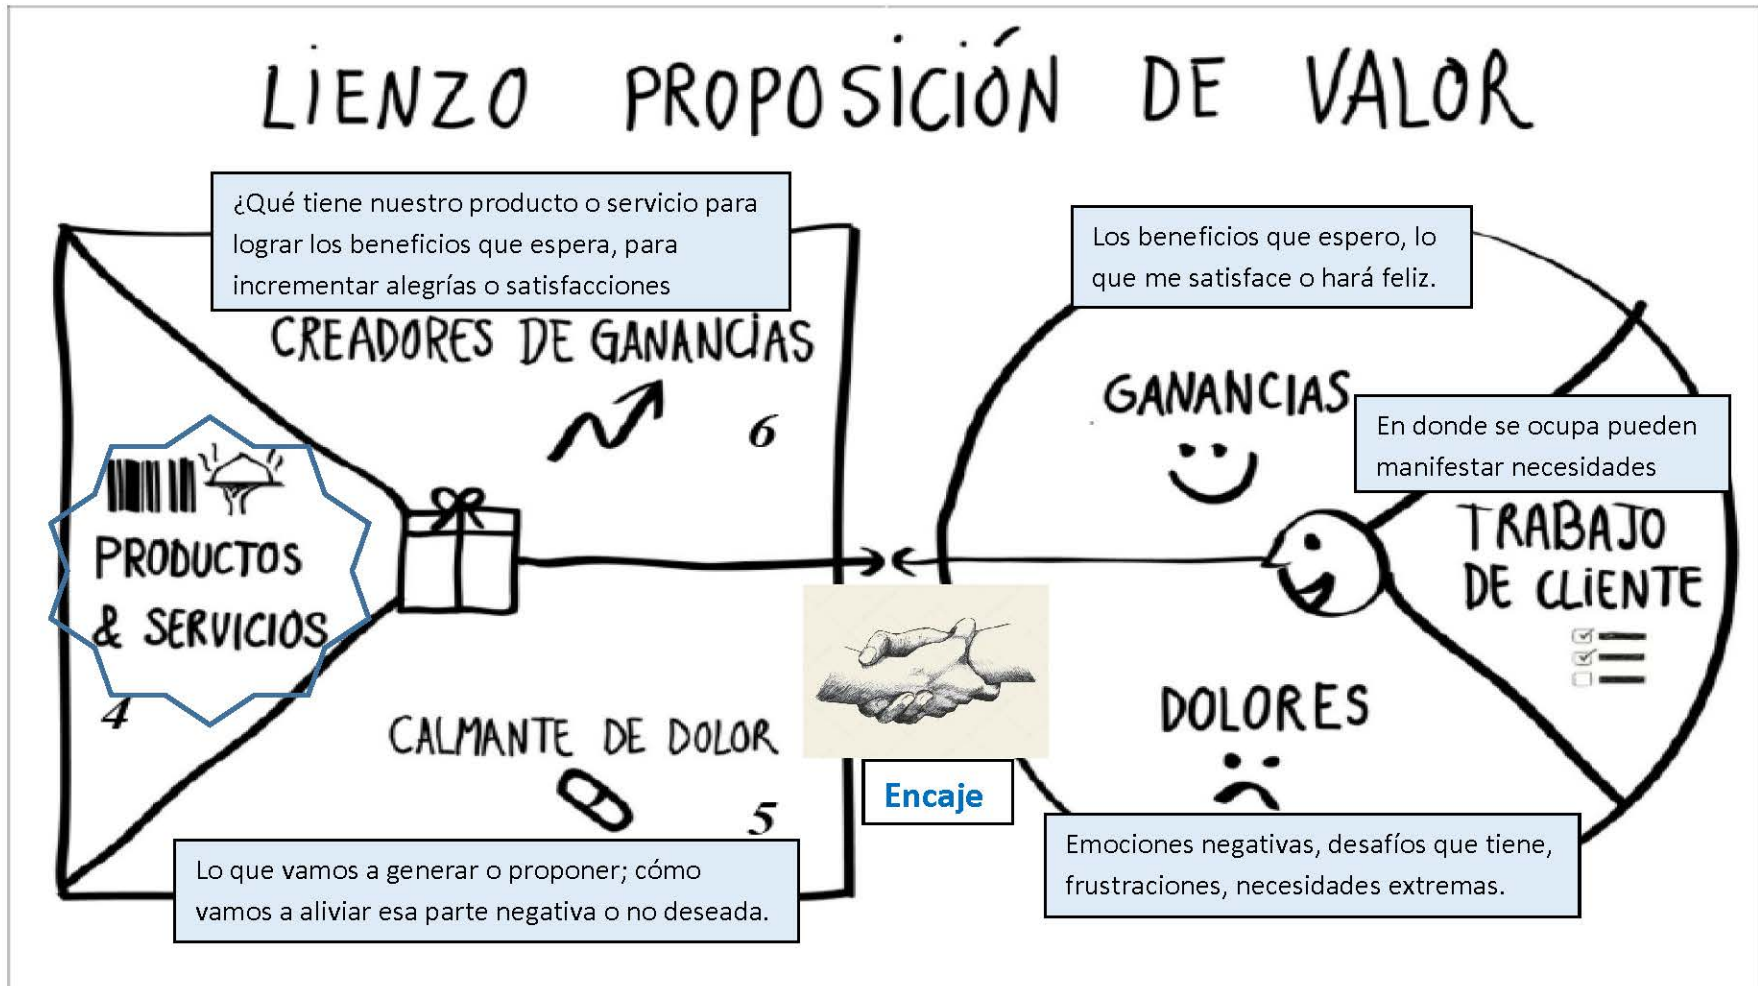 LIENZO PROPOSICIÓN DE VALOR
¿Qué tiene nuestro producto o servicio para
lograr los beneficios que espera, para
incrementar alegrías o satisfacciones
CREADORES DE GANANCIAS
6
PRODUCTOS
& SERVICIOS
4
CALMANTE DE DOLOR
5
Lo que vamos a generar o proponer; cómo
vamos a aliviar esa parte negativa o no deseada.
Encaje
Los beneficios que espero, lo
que me satisface o hará feliz.
GANANCIAS
En donde se ocupa pueden
manifestar necesidades
TRABAJO
DE CLIENTE
DOLORES
Emociones negativas, desafíos que tiene,
frustraciones, necesidades extremas.